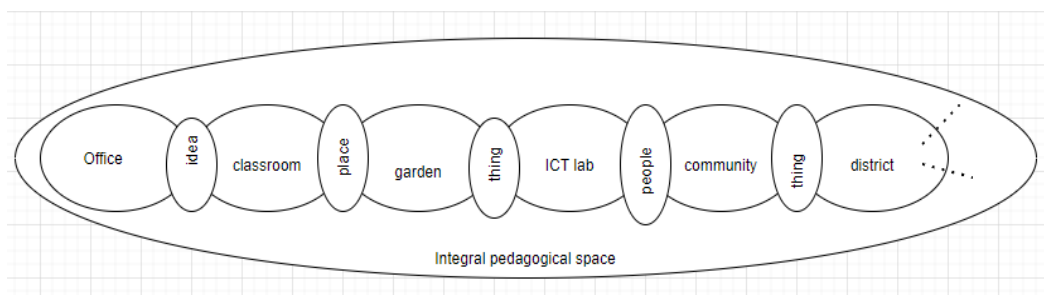 Office
idea
classroom
place
garden
thing
ICT lab
people
community
thing
district
Integral pedagogical space